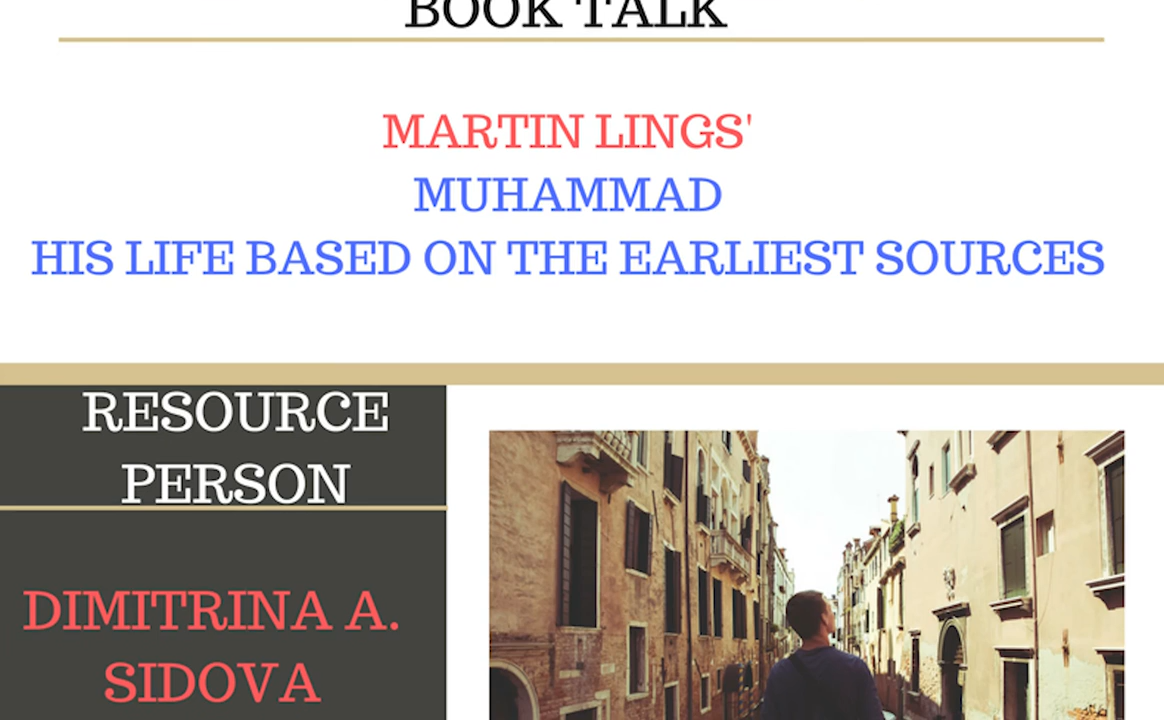 BOOK TALK
MARTIN LINGS'
MUHAMMAD
HIS LIFE BASED ON THE EARLIEST SOURCES
RESOURCE
PERSON
DIMITRINA A.
SIDOVA